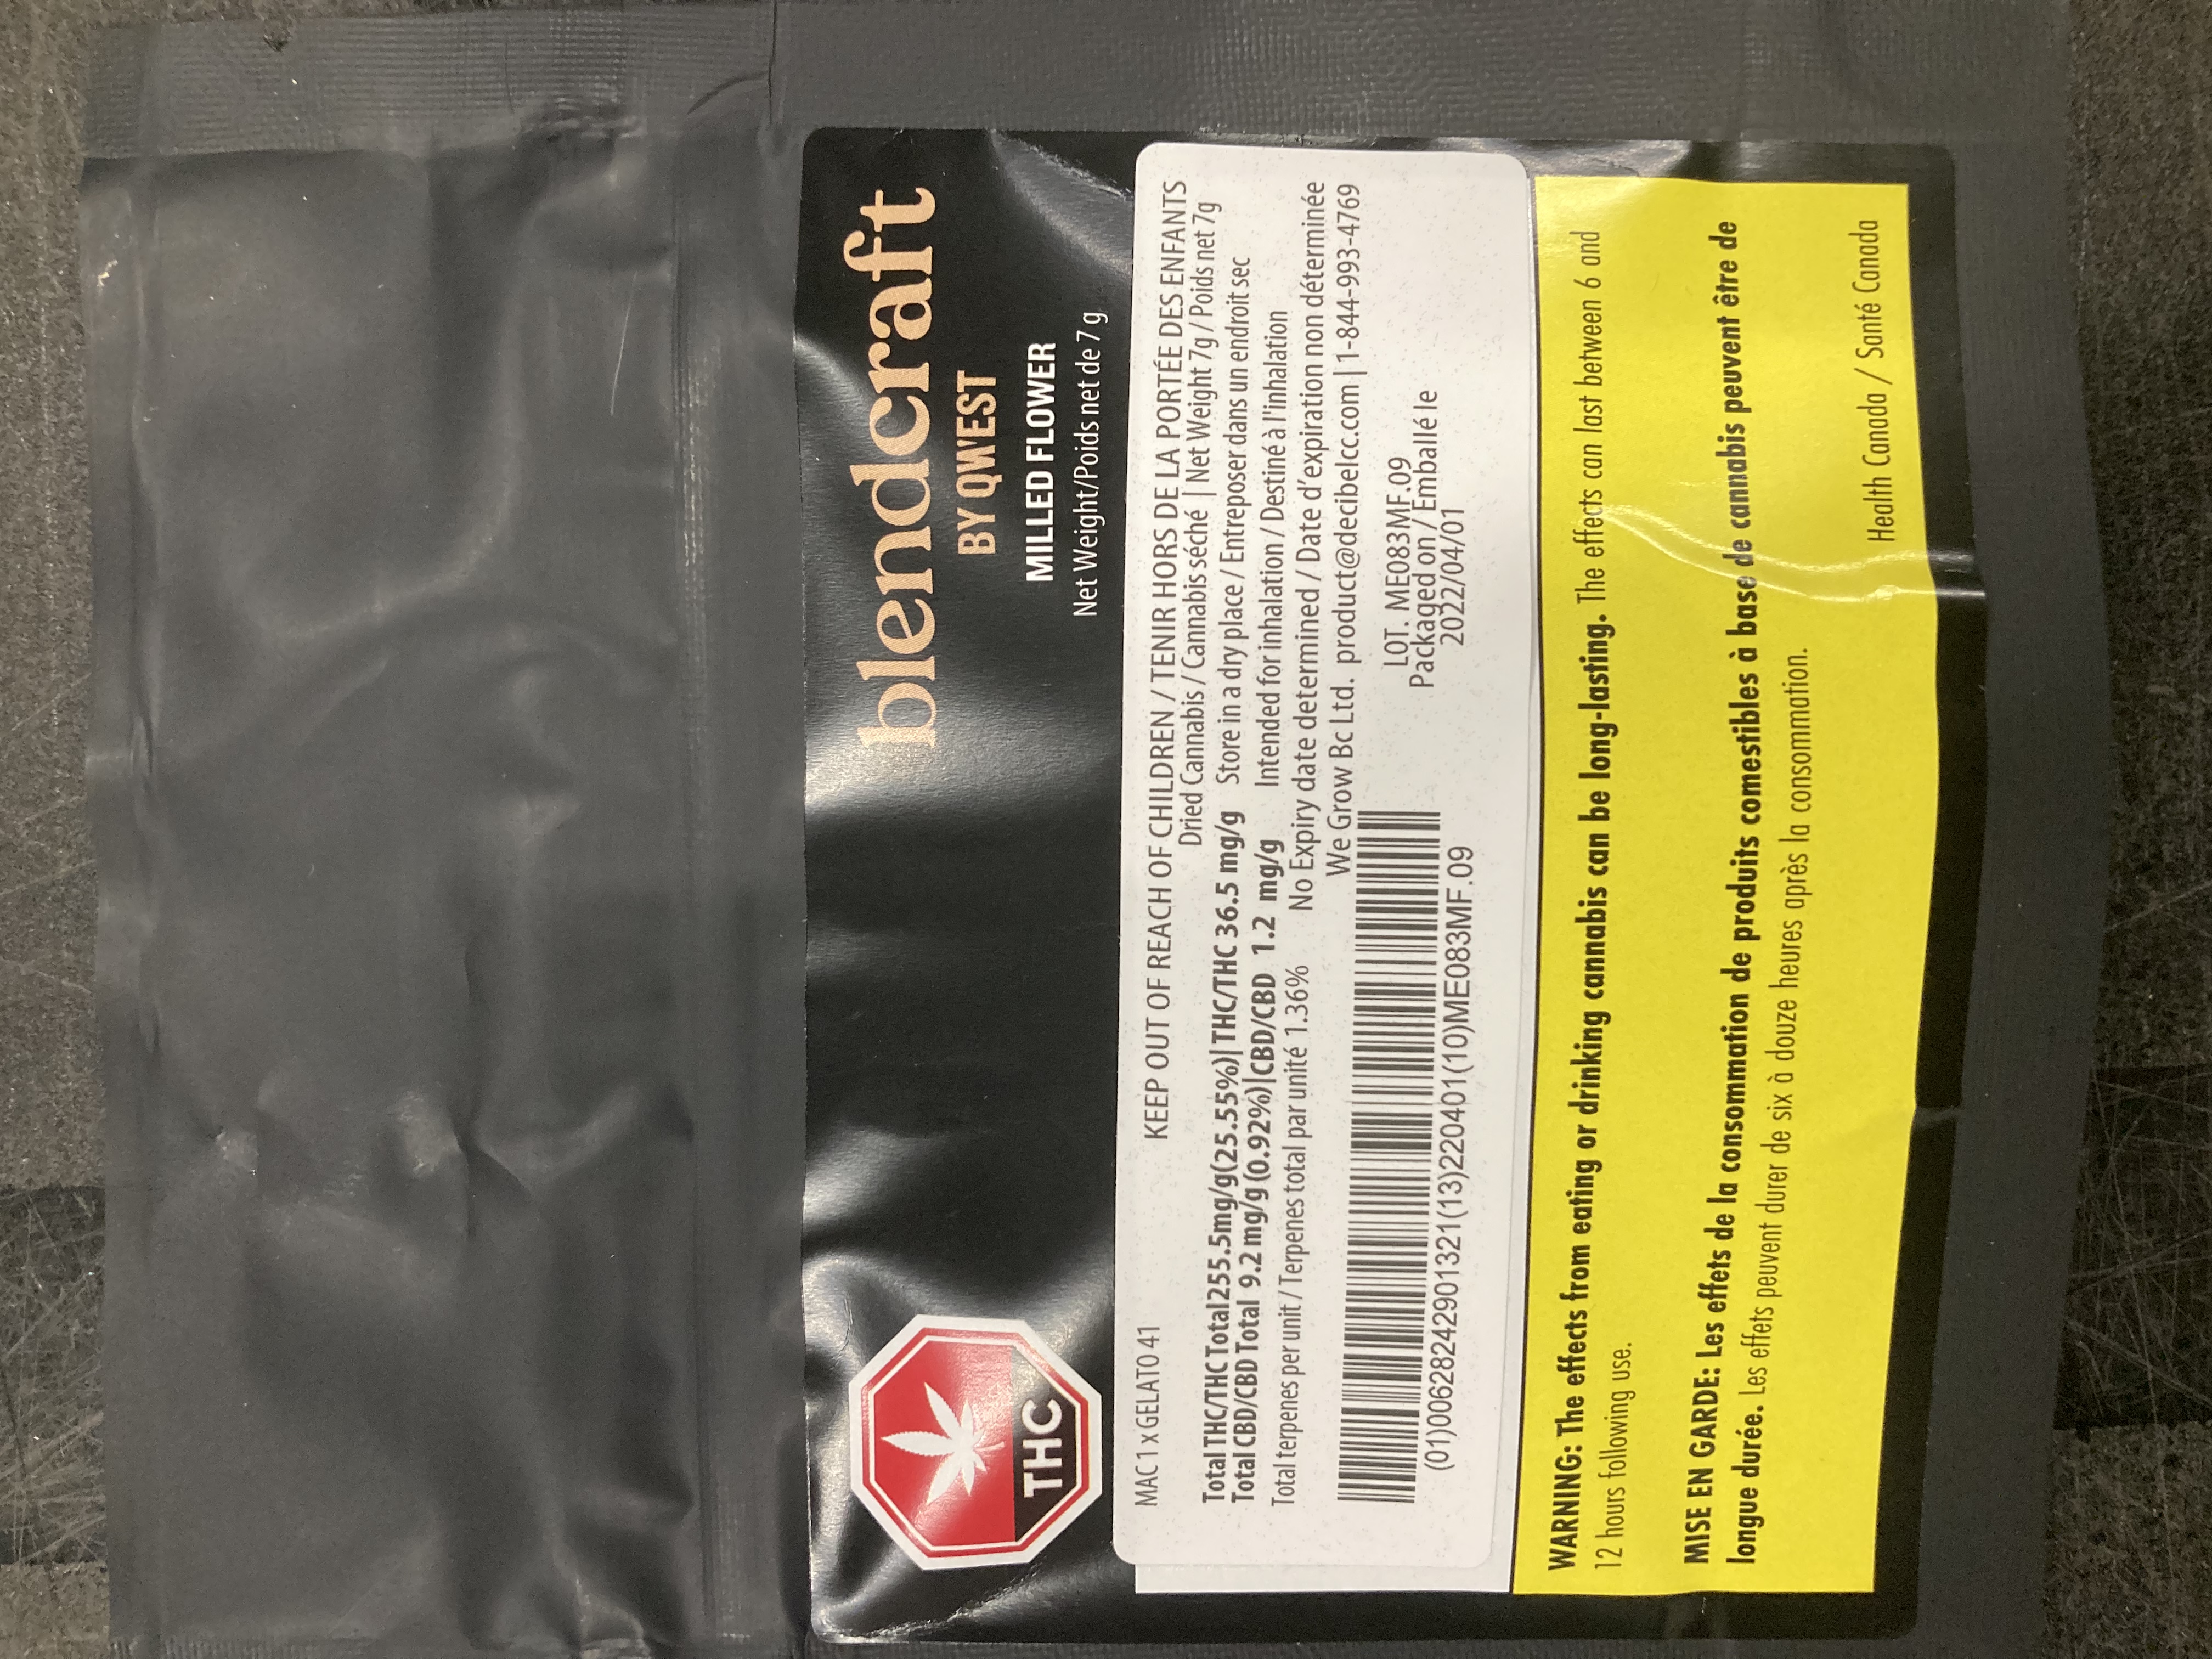 THC
blendcraft
BY QWEST
MILLED FLOWER
Net Weight/Poids net de 7 g
MAC 1 x GELATO 41
KEEP OUT OF REACH OF CHILDREN / TENIR HORS DE LA PORTÉE DES ENFANTS
Dried Cannabis / Cannabis séché | Net Weight 7g / Poids net 7g
Total THC/THC Total 255.5mg/g(25.55%)| THC/THC 36.5 mg/g
Store in a dry place / Entreposer dans un endroit sec
Total CBD/CBD Total 9.2 mg/g (0.92%)|CBD/CBD 1.2 mg/g
Intended for inhalation / Destiné à l'inhalation
Total terpenes per unit / Terpenes total par unité 1.36%
No Expiry date determined / Date d'expiration non déterminée
We Grow Bc Ltd. product@decibelcc.com | 1-844-993-4769
(01)00628242901321(13)220401(10)ME083MF.09
LOT. ME083MF.09
Packaged on / Emballé le
2022/04/01
WARNING: The effects from eating or drinking cannabis can be long-lasting. The effects can last between 6 and
12 hours following use.
MISE EN GARDE: Les effets de la consommation de produits comestibles à base de cannabis peuvent être de
longue durée. Les effets peuvent durer de six à douze heures après la consommation.
Health Canada / Santé Canada